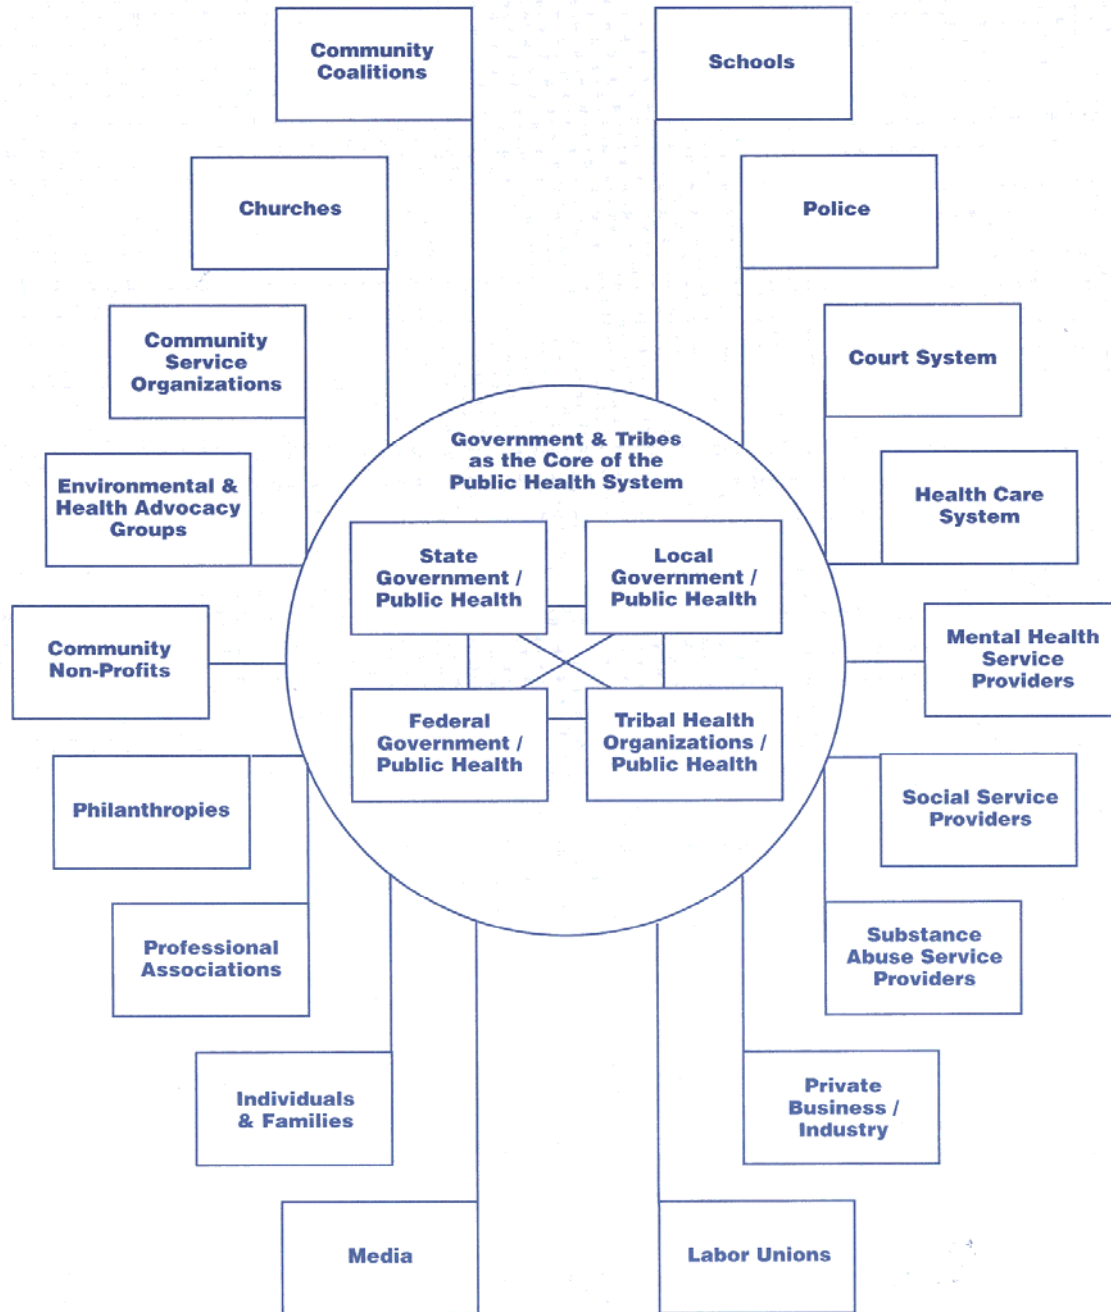 Community
Coalitions
Schools
Churches
Police
Community
Service
Organizations
Court System
Environmental &
Health Advocacy
Groups
Health Care
System
Government & Tribes
as the Core of the
Public Health System
State
Government /
Public Health
Local
Government /
Public Health
Community
Non-Profits
Mental Health
Service
Providers
Federal
Government /
Public Health
Tribal Health
Organizations /
Public Health
Philanthropies
Social Service
Providers
Professional
Associations
Substance
Abuse Service
Providers
Individuals
& Families
Private
Business /
Industry
Media
Labor Unions